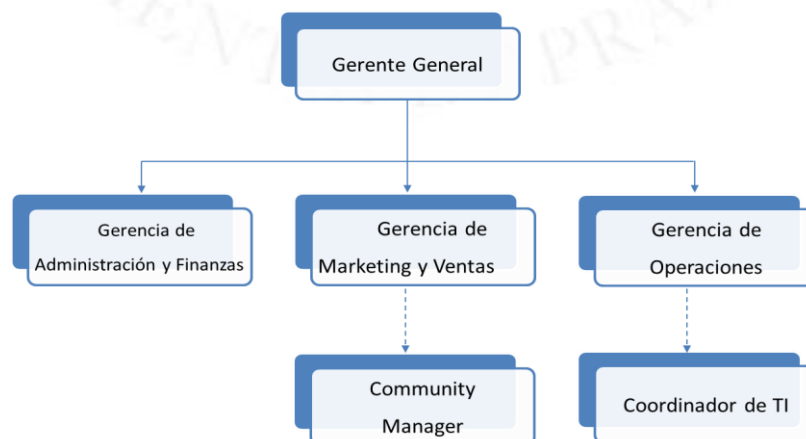 Gerente General
Gerencia de
Administración y Finanzas
Gerencia de
Marketing y Ventas
Gerencia de
Operaciones
Community
Manager
Coordinador de TI